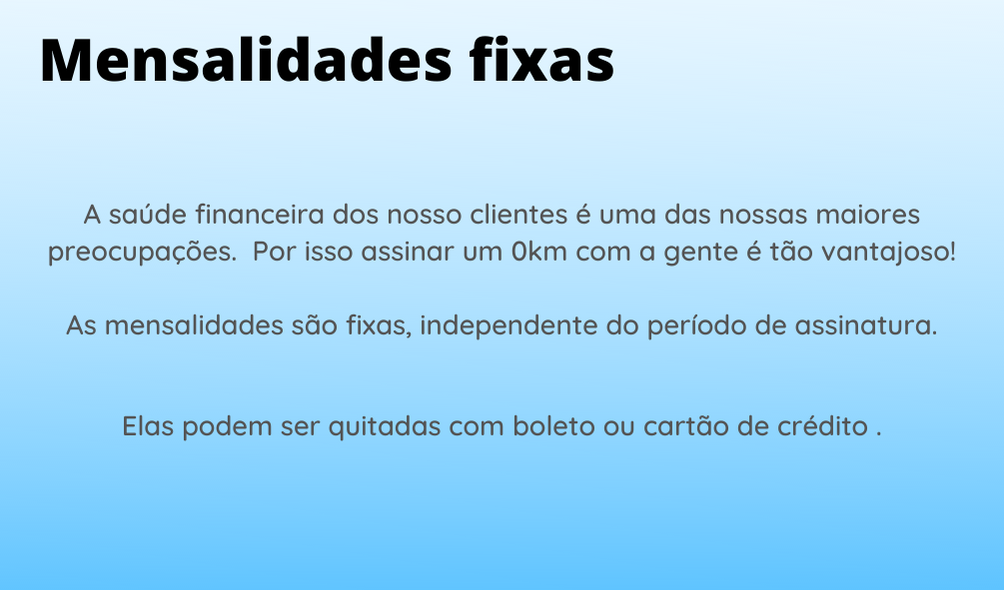 Mensalidades fixas
A saúde financeira dos nosso clientes é uma das nossas maiores
preocupações.  Por isso assinar um 0km com a gente é tão vantajoso!
As mensalidades são fixas, independente do período de assinatura.
Elas podem ser quitadas com boleto ou cartão de crédito .